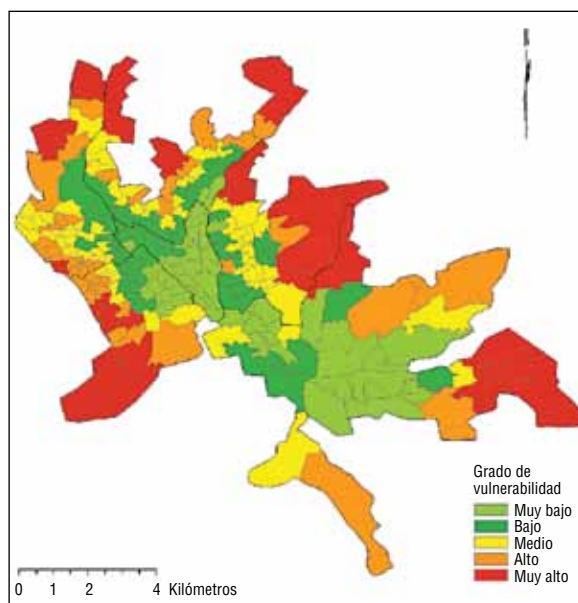 Grado de
vulnerabilidad
Muy bajo
Bajo
Medio
Alto
Muy alto
0 1 2 4 Kilómetros